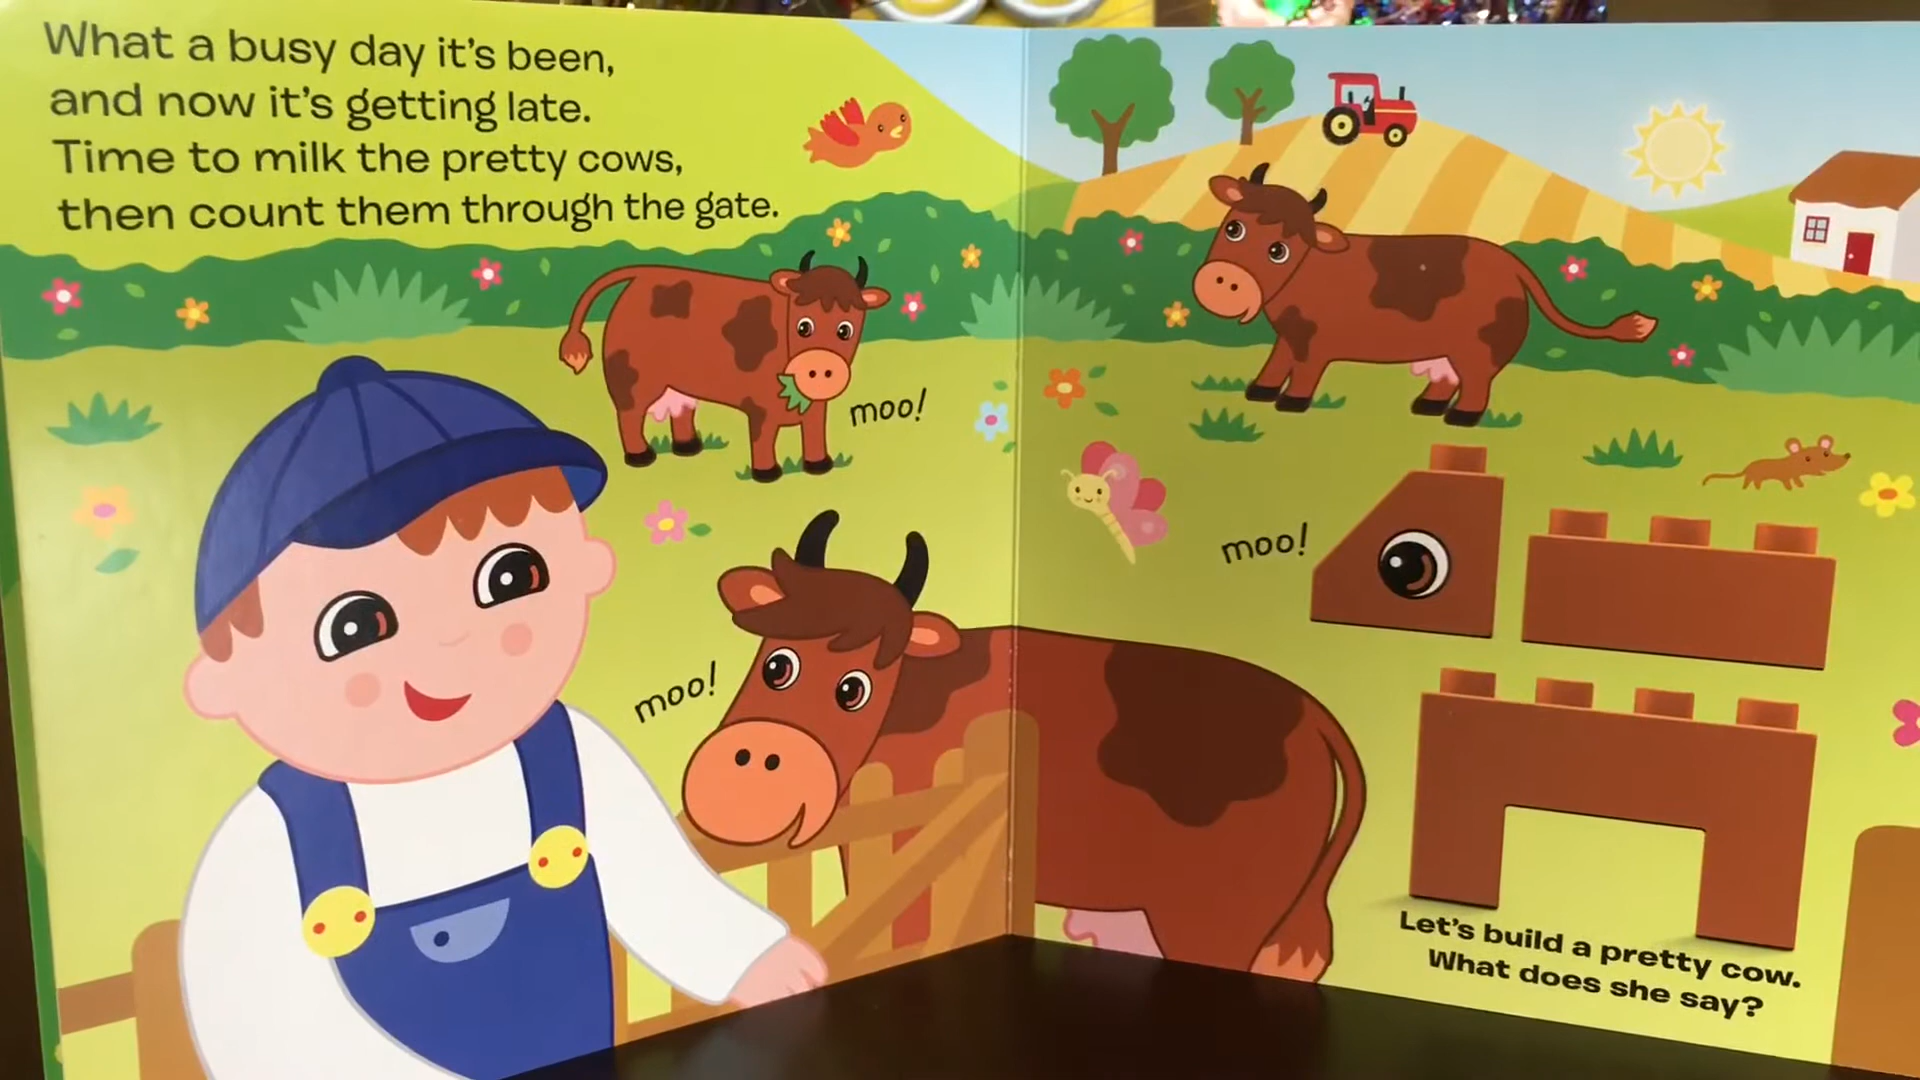 What a busy day it's been,
and now it's getting late.
Time to milk the pretty cows,
then count them through the gate.
moo!
moo!
moo!
Let's build a pretty cow.
What does she say?